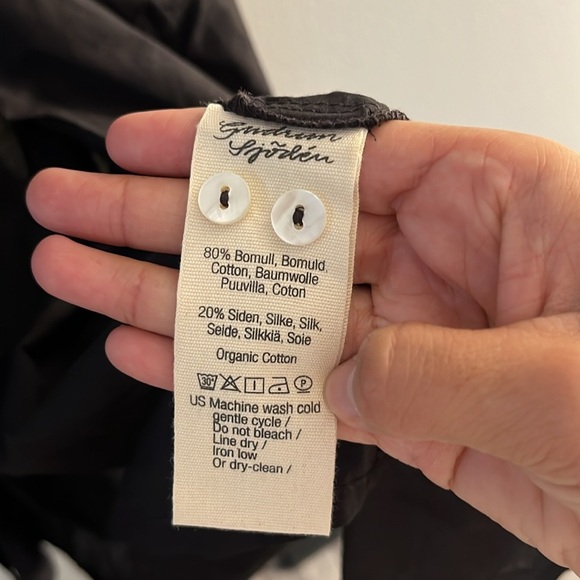 Gudrun
Sjödén
80% Bomull, Bomuld,
Cotton, Baumwolle
Puuvilla, Coton
20% Siden, Silke, Silk,
Seide, Silkkiä, Soie
Organic Cotton
30° P
US Machine wash cold
gentle cycle /
Do not bleach /
Line dry /
Iron low
Or dry-clean /